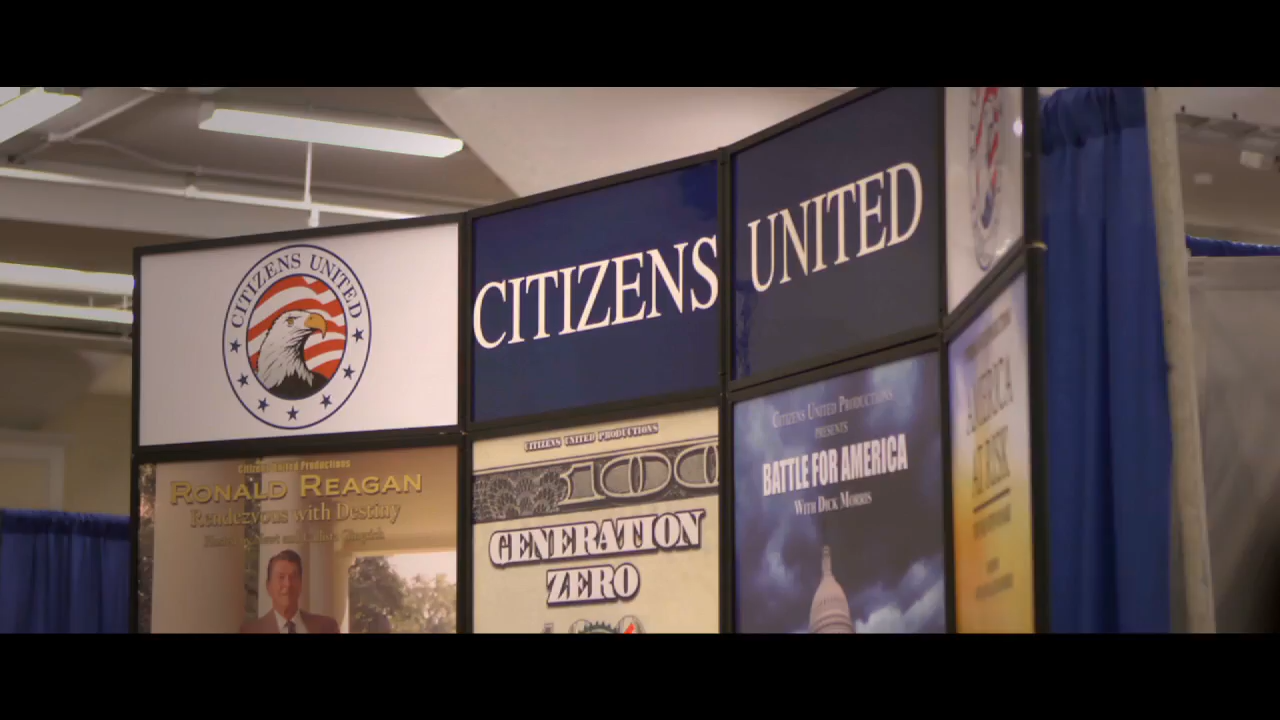 CITIZENS UNITED
CITIZENS UNITED
Citizens United Productions
RONALD REAGAN
Rendezvous with Destiny
CITIZENS UNITED PRODUCTIONS
100
GENERATION
ZERO
CITIZENS UNITED PRODUCTIONS
PRESENTS
BATTLE FOR AMERICA
WITH DICK MORRIS
AMERICA
AT RISK